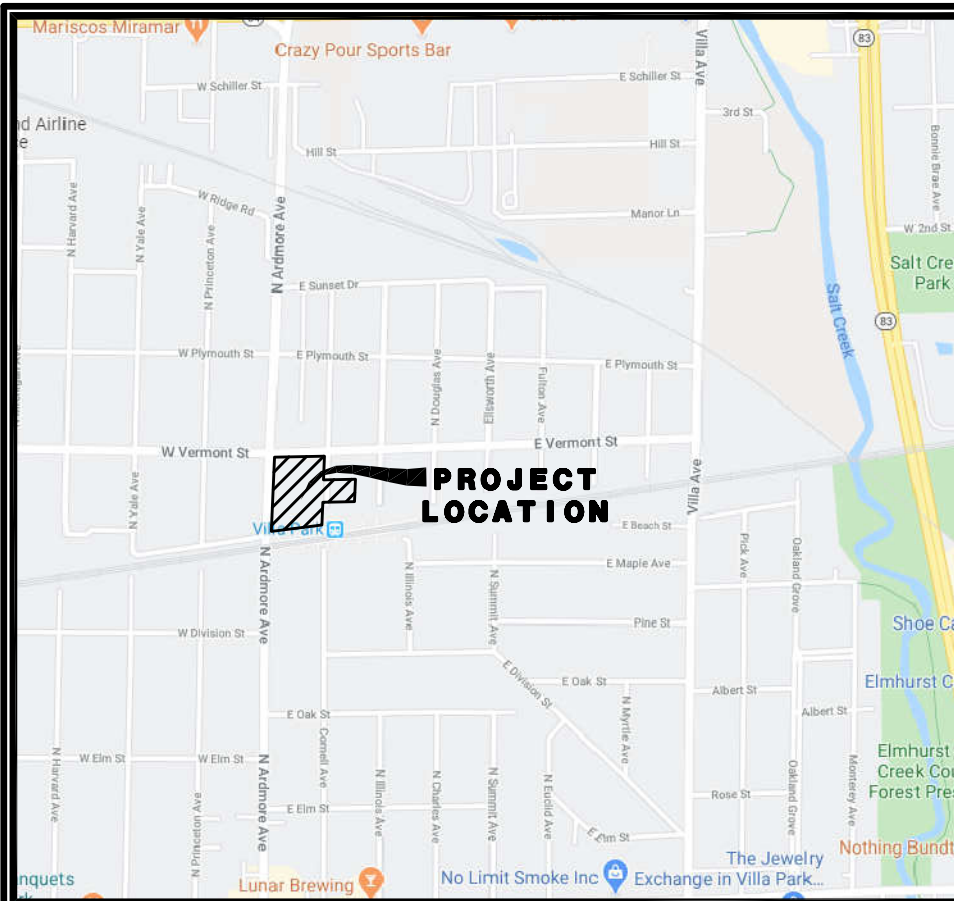 Mariscos Miramar
Crazy Pour Sports Bar
Villa Ave
83
W Schiller St
E Schiller St
3rd St
nd Airline
Hill St
Hill St
Bonnie Brae Ave
N Harvard Ave
N Yale Ave
W Ridge Rd
N Princeton Ave
N Ardmore Ave
Manor Ln
W 2nd St
Salt Cre
Park
E Sunset Dr
Salt Creek
83
W Plymouth St
E Plymouth St
E Plymouth St
N Douglas Ave
Ellsworth Ave
Fulton Ave
W Vermont St
E Vermont St
PROJECT
LOCATION
Villa Ave
N Yale Ave
Villa Park
E Beach St
Pick Ave
Oakland Grove
N Ardmore Ave
N Illinois Ave
N Summit Ave
E Maple Ave
W Division St
Pine St
Shoe Ca
E Division St
E Oak St
N Myrtle Ave
Albert St
Elmhurst C
E Oak St
Albert St
Cornell Ave
N Harvard Ave
W Elm St
W Elm St
N Ardmore Ave
N Princeton Ave
N Illinois Ave
N Charles Ave
N Summit Ave
N Euclid Ave
Oakland Grove
Monterey Ave
Elmhurst
Creek Cou
Forest Pres
E Elm St
Rose St
E Elm St
Nothing Bundt
nquets
Lunar Brewing
No Limit Smoke Inc
The Jewelry
Exchange in Villa Park...